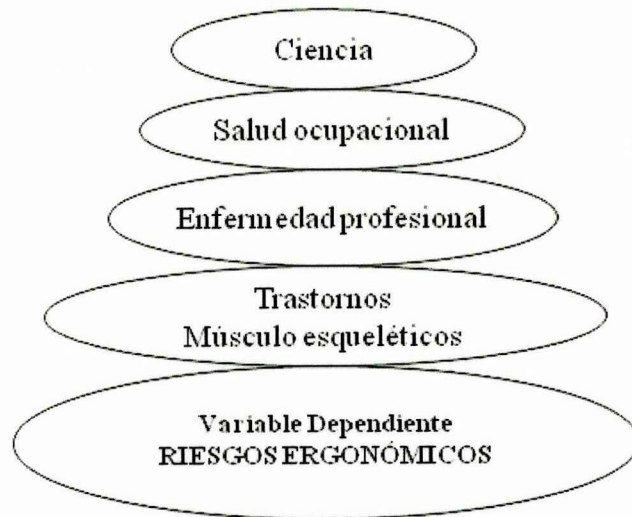 Ciencia
Salud ocupacional
Enfermedad profesional
Trastornos
Músculo esqueléticos
Variable Dependiente
RIESGOS ERGONÓMICOS